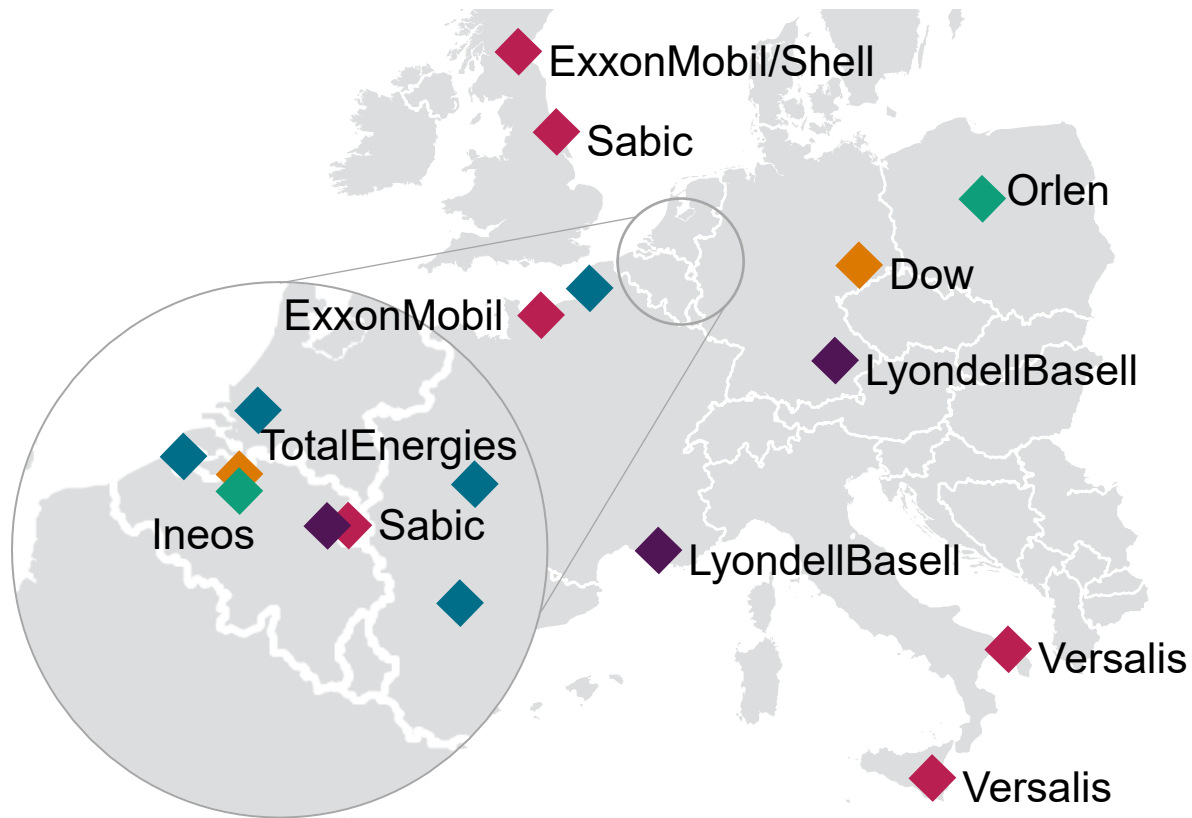 ExxonMobil/Shell
Sabic
Orlen
Dow
ExxonMobil
LyondellBasell
TotalEnergies
Sabic
Ineos
LyondellBasell
Versalis
Versalis